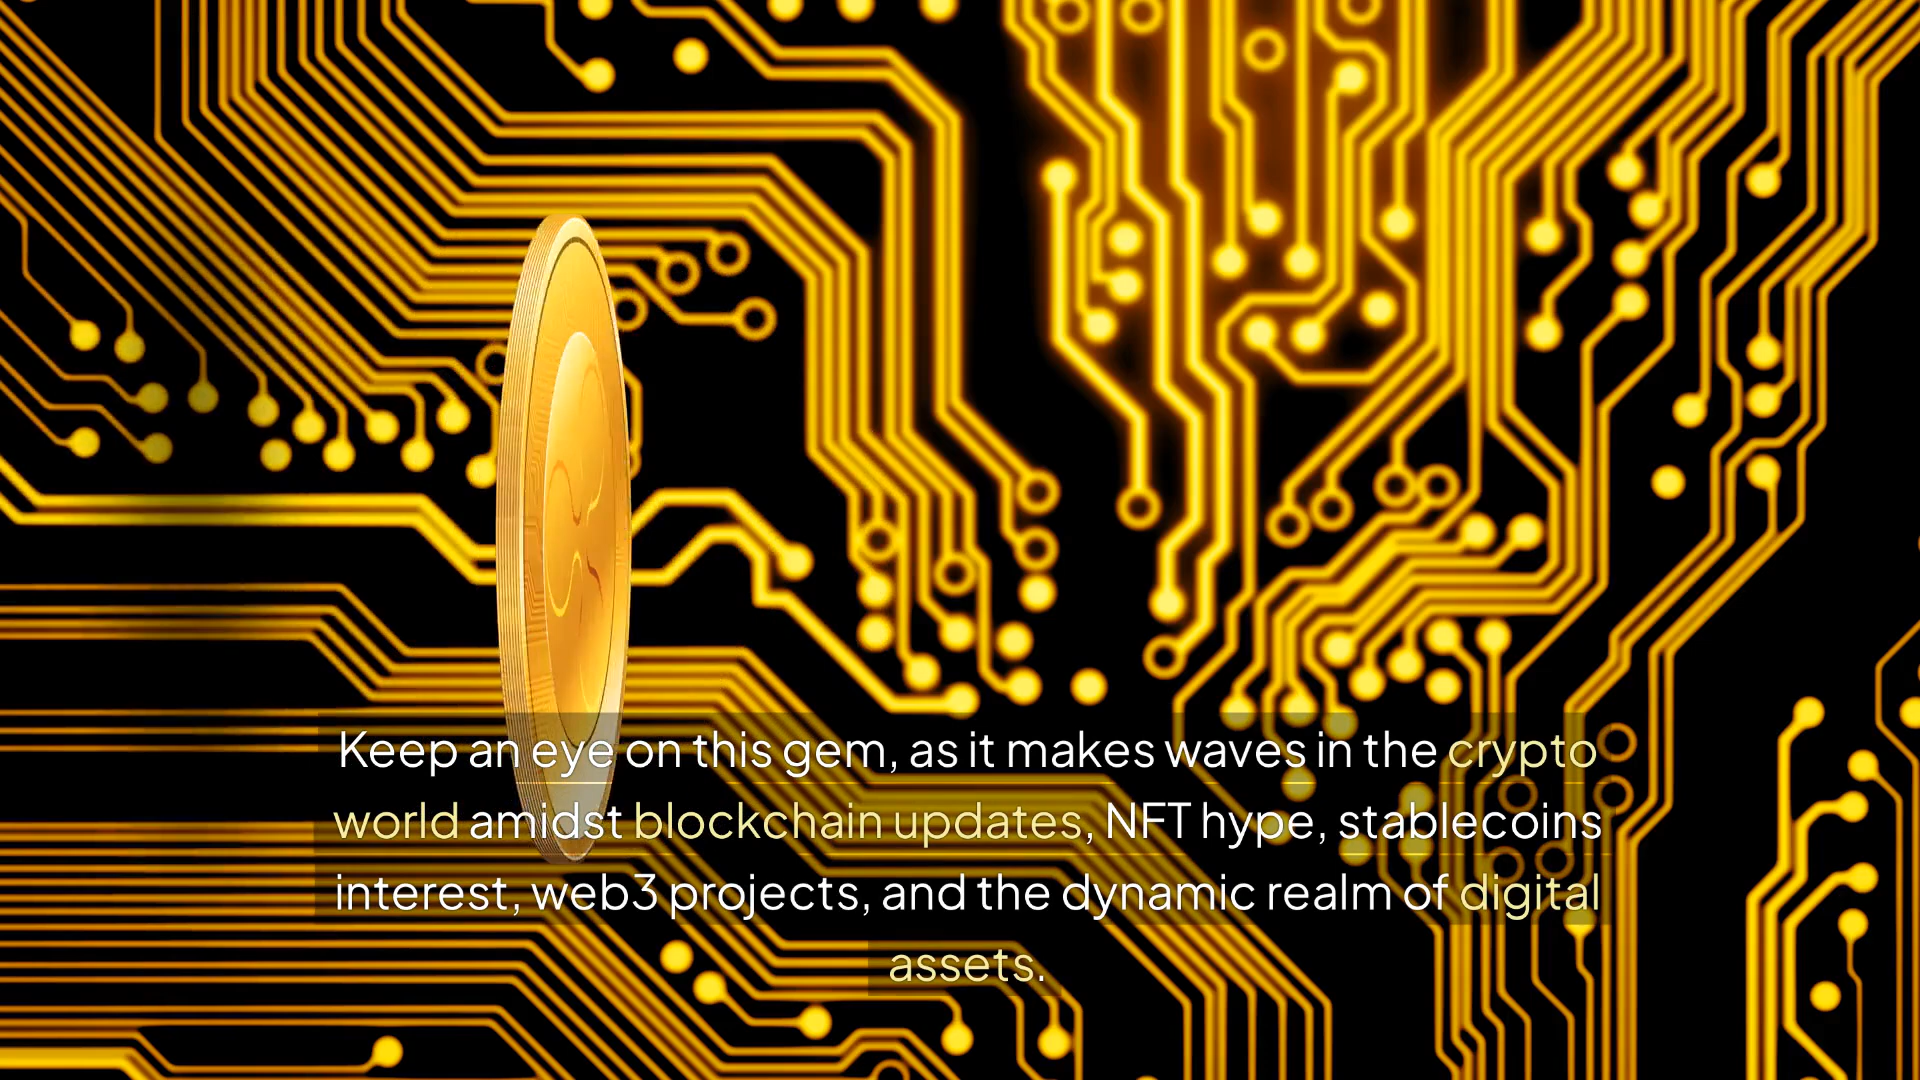 Keep an eye on this gem, as it makes waves in the crypto
world amidst blockchain updates, NFT hype, stablecoins
interest, web3 projects, and the dynamic realm of digital
assets.